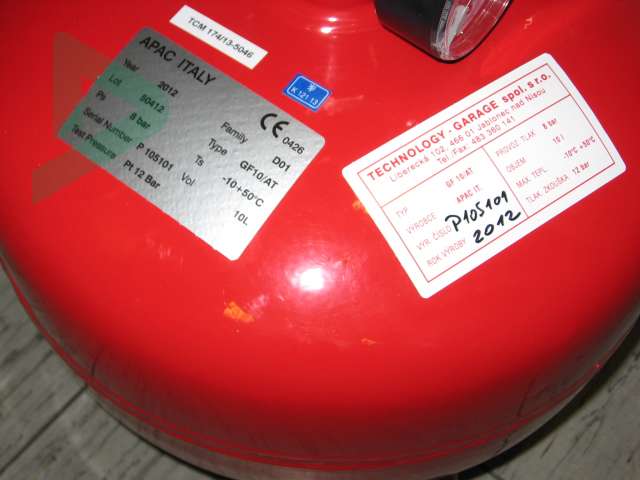 TCM 174/13-5046
K 121 13
APAC ITALY
Year 2012 Family D01
Lot 50412 Type GF10/AT
Ps 8 bar Ts -10+50°C
Serial Number P 105101 Vol 10L
Test Pressure Pt 12 Bar
CE 0426
TECHNOLOGY - GARAGE spol. s r.o.
Liberecká 102, 466 01 Jablonec nad Nisou
Tel./Fax 483 360 141
TYP GF 10/AT PROVOZ TLAK. 8 bar
VÝROBCE APAC IT. OBJEM. 10 l
VÝR. ČÍSLO P105101 MAX. TEPL. -10°C +50°C
ROK VÝROBY 2012 TLAK. ZKOUŠKA 12 bar